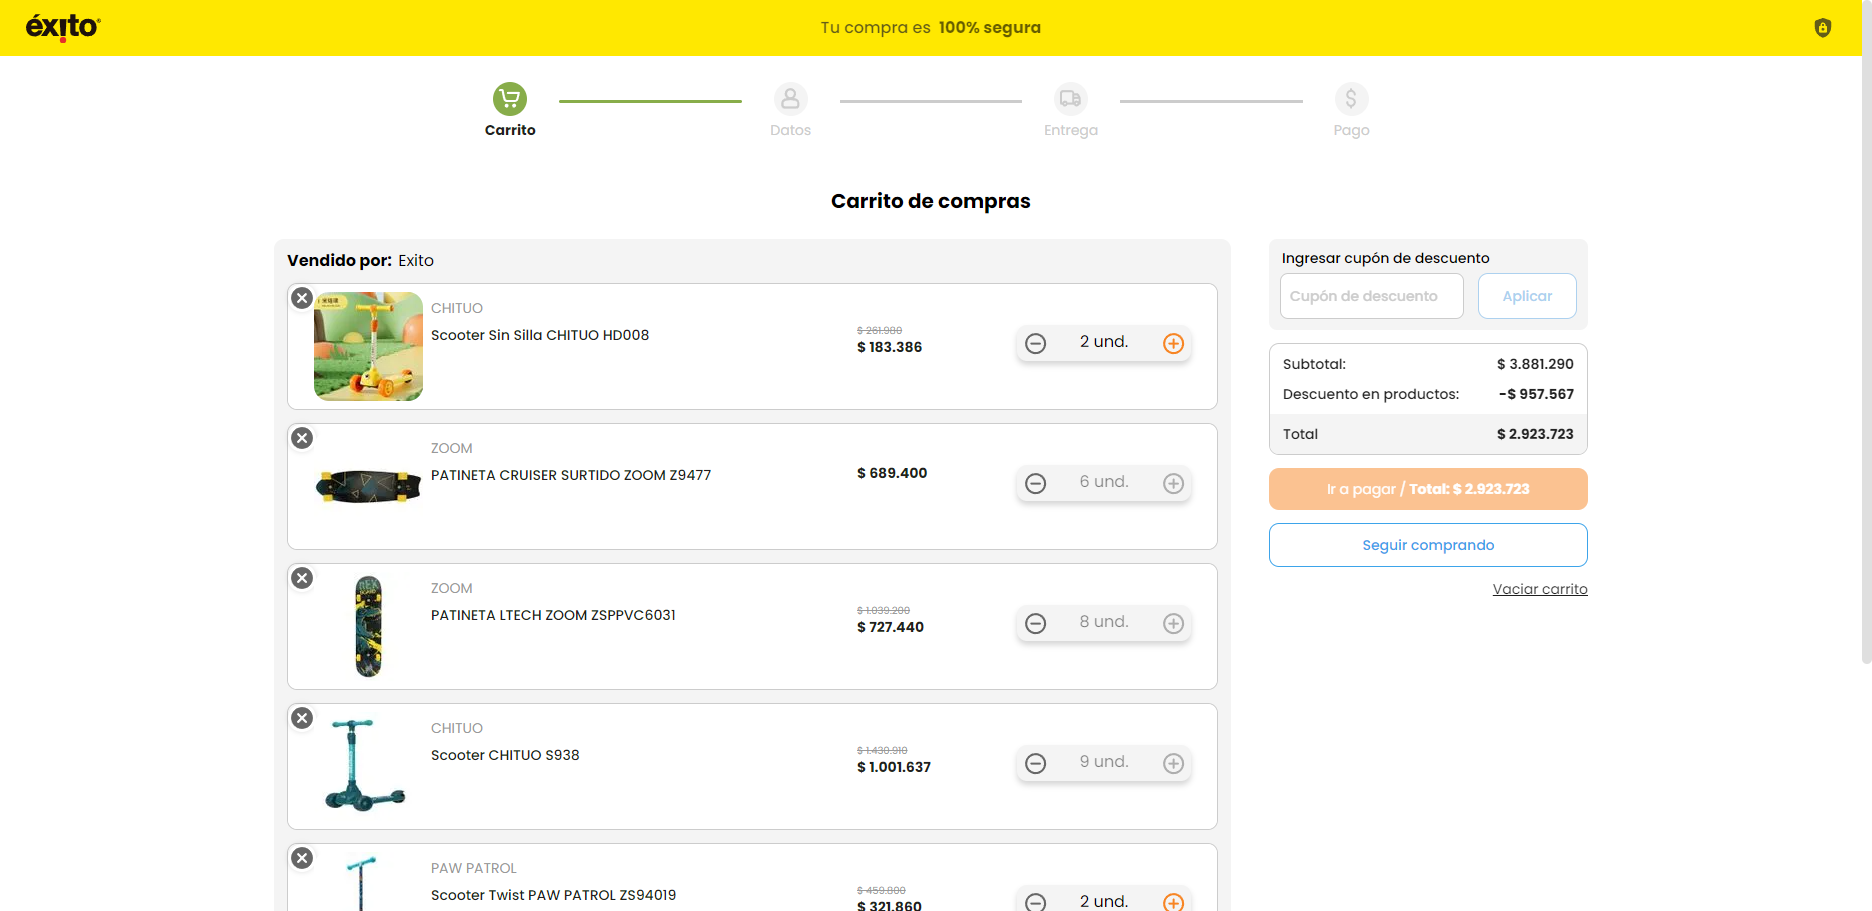 éxito
Tu compra es 100% segura
Carrito
Datos
Entrega
Pago
Carrito de compras
Vendido por: Exito
CHITUO
Scooter Sin Silla CHITUO HD008
$ 261.980
$ 183.386
2 und.
ZOOM
PATINETA CRUISER SURTIDO ZOOM Z9477
$ 689.400
6 und.
ZOOM
PATINETA LTECH ZOOM ZSPPVC6031
$ 1.039.200
$ 727.440
8 und.
CHITUO
Scooter CHITUO S938
$ 1.430.910
$ 1.001.637
9 und.
PAW PATROL
Scooter Twist PAW PATROL ZS94019
$ 459.800
$ 321.860
2 und.
Ingresar cupón de descuento
Cupón de descuento
Aplicar
Subtotal: $ 3.881.290
Descuento en productos: -$ 957.567
Total $ 2.923.723
Ir a pagar / Total: $ 2.923.723
Seguir comprando
Vaciar carrito